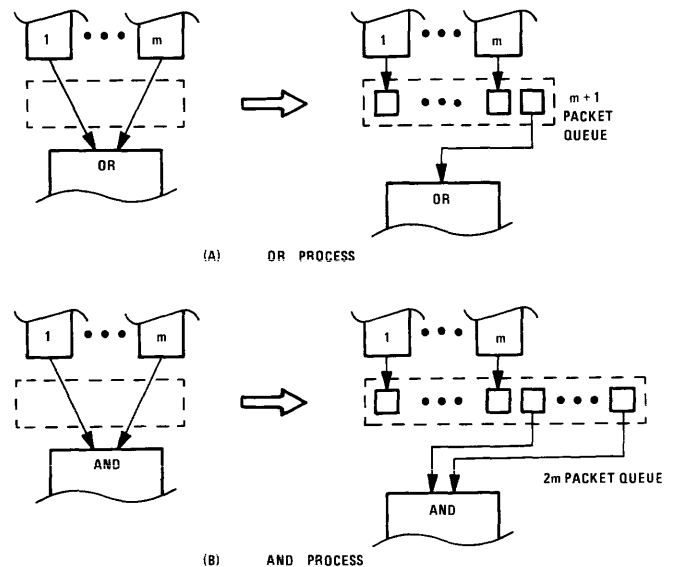 1 ••• m
1 ••• m
••• m + 1
PACKET
QUEUE
OR
OR
(A) OR PROCESS
1 ••• m
1 ••• m
••• •••
AND
2m PACKET QUEUE
AND
(B) AND PROCESS